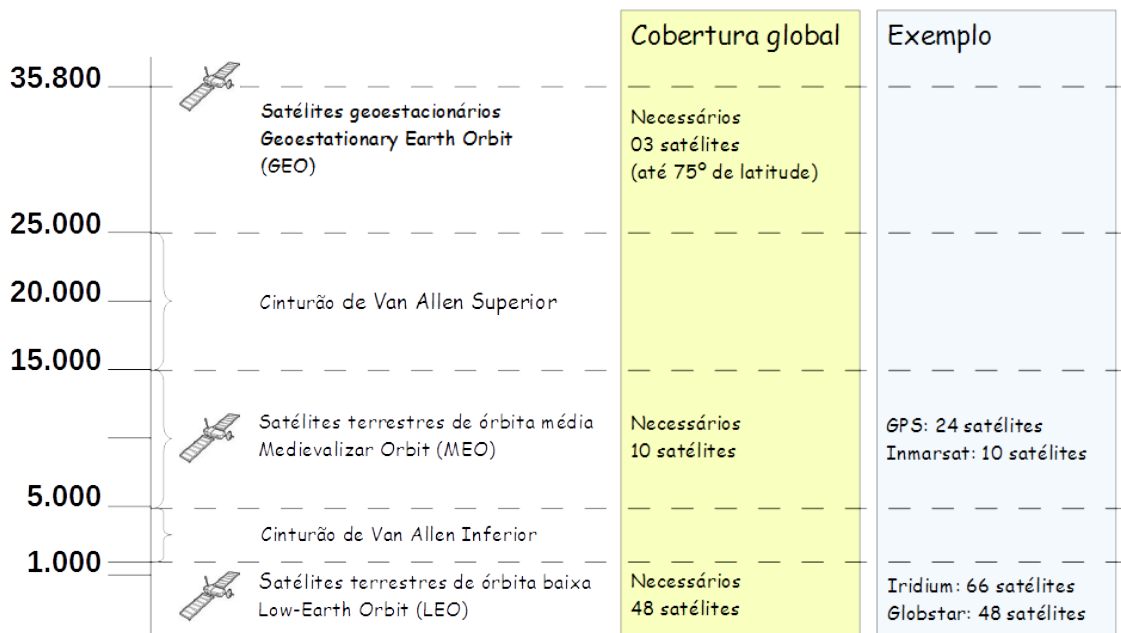 Cobertura global
Exemplo
35.800
Satélites geoestacionários
Geoestationary Earth Orbit
(GEO)
Necessários
03 satélites
(até 75º de latitude)
25.000
20.000
Cinturão de Van Allen Superior
15.000
Satélites terrestres de órbita média
Medievalizar Orbit (MEO)
Necessários
10 satélites
GPS: 24 satélites
Inmarsat: 10 satélites
5.000
Cinturão de Van Allen Inferior
1.000
Satélites terrestres de órbita baixa
Low-Earth Orbit (LEO)
Necessários
48 satélites
Iridium: 66 satélites
Globstar: 48 satélites